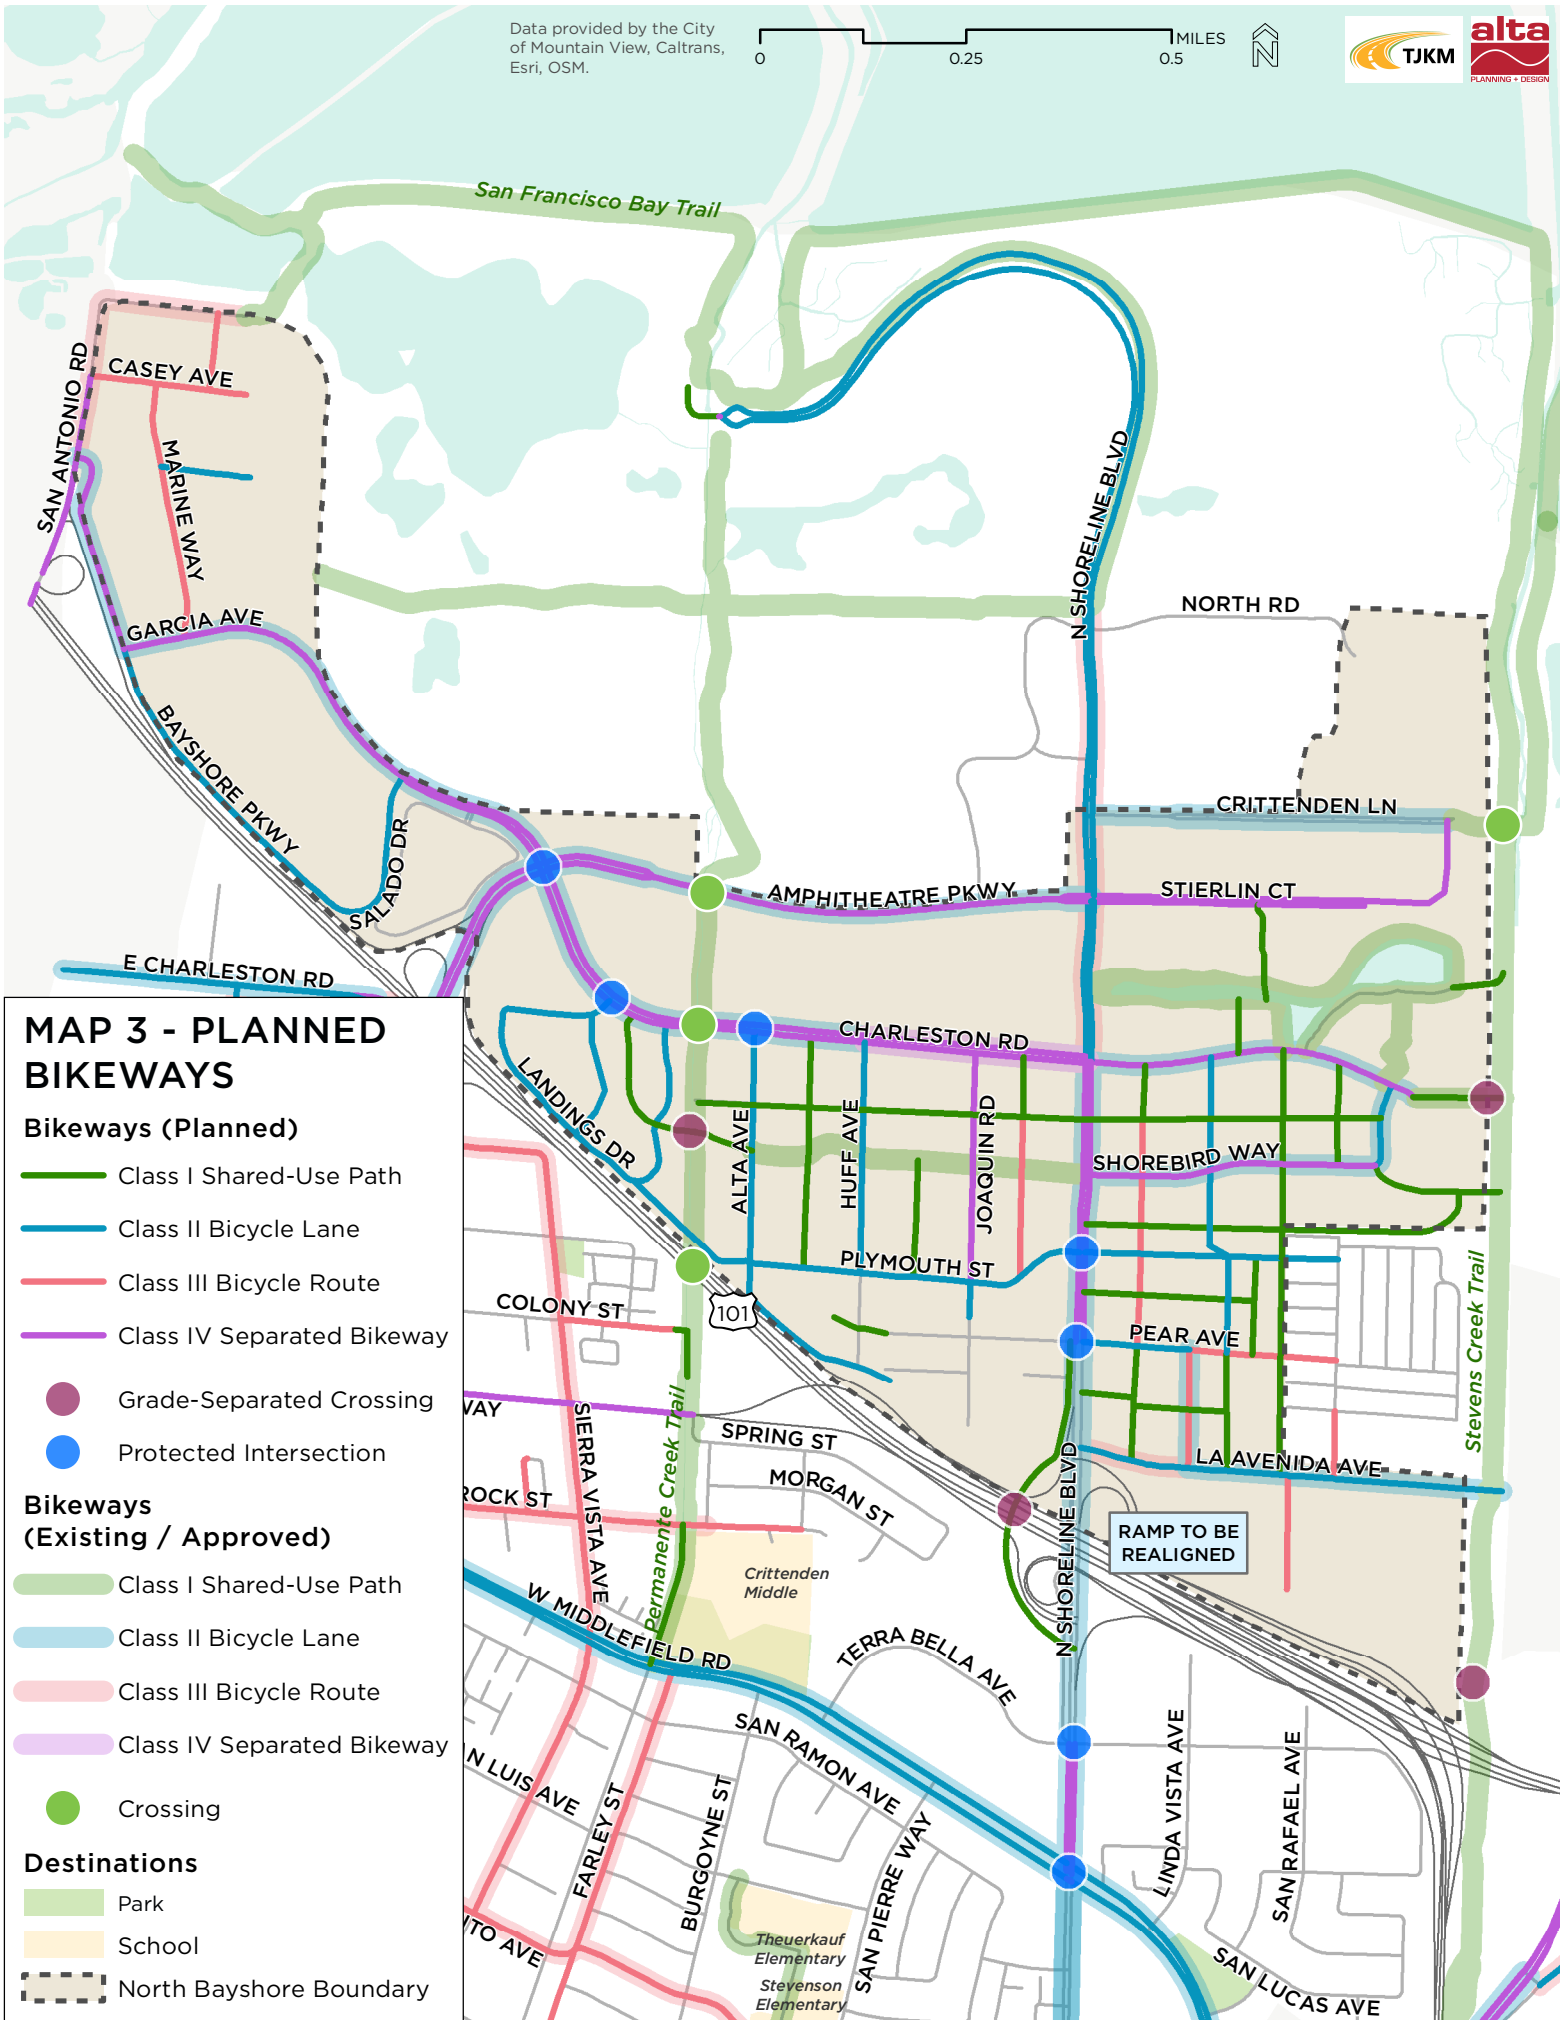 Data provided by the City
of Mountain View, Caltrans,
Esri, OSM.
MILES
0
0.25
0.5
N
TJKM
alta
PLANNING + DESIGN
San Francisco Bay Trail
SAN ANTONIO RD
CASEY AVE
MARINE WAY
GARCIA AVE
BAYSHORE PKWY
SALADO DR
N SHORELINE BLVD
NORTH RD
CRITTENDEN LN
AMPHITHEATRE PKWY
STIERLIN CT
E CHARLESTON RD
CHARLESTON RD
LANDINGS DR
ALTA AVE
HUFF AVE
JOAQUIN RD
SHOREBIRD WAY
PLYMOUTH ST
PEAR AVE
101
COLONY ST
Stevens Creek Trail
Permanente Creek Trail
WAY
SIERRA VISTA AVE
SPRING ST
MORGAN ST
ROCK ST
LA AVENIDA AVE
N SHORELINE BLVD
RAMP TO BE
REALIGNED
Crittenden
Middle
W MIDDLEFIELD RD
TERRA BELLA AVE
SAN RAMON AVE
N LUIS AVE
FARLEY ST
BURGOYNE ST
SAN PIERRE WAY
LINDA VISTA AVE
SAN RAFAEL AVE
ITO AVE
Theuerkauf
Elementary
Stevenson
Elementary
SAN LUCAS AVE
MAP 3 - PLANNED
BIKEWAYS
Bikeways (Planned)
Class I Shared-Use Path
Class II Bicycle Lane
Class III Bicycle Route
Class IV Separated Bikeway
Grade-Separated Crossing
Protected Intersection
Bikeways
(Existing / Approved)
Class I Shared-Use Path
Class II Bicycle Lane
Class III Bicycle Route
Class IV Separated Bikeway
Crossing
Destinations
Park
School
North Bayshore Boundary